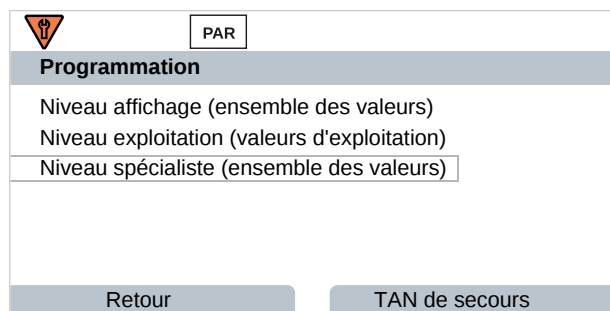 PAR
Programmation
Niveau affichage (ensemble des valeurs)
Niveau exploitation (valeurs d'exploitation)
Niveau spécialiste (ensemble des valeurs)
Retour TAN de secours